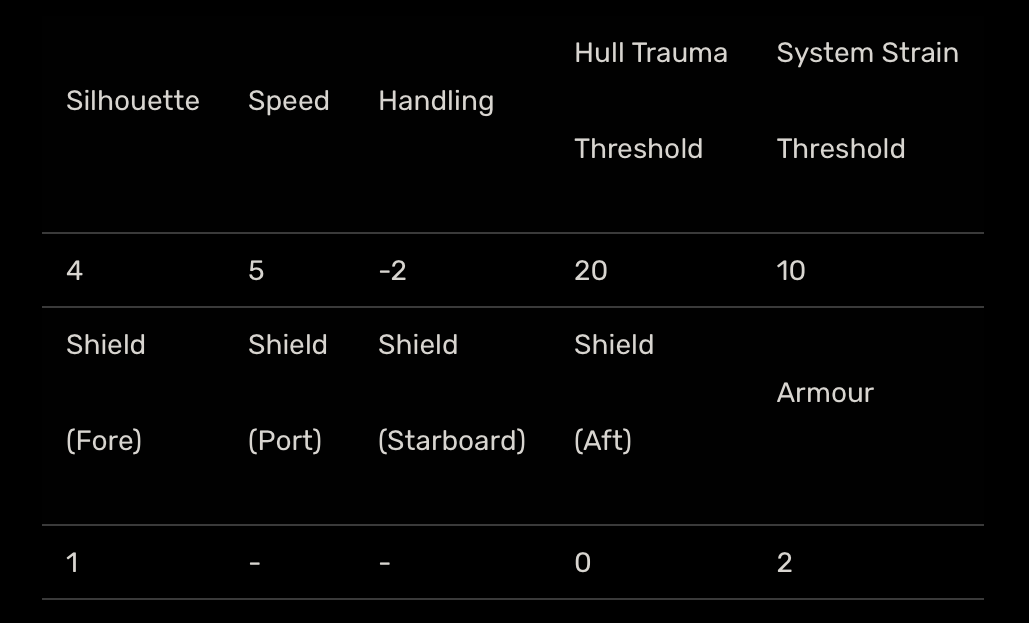 Silhouette Speed Handling Hull Trauma Threshold System Strain Threshold
4 5 -2 20 10
Shield (Fore) Shield (Port) Shield (Starboard) Shield (Aft) Armour
1 - - 0 2